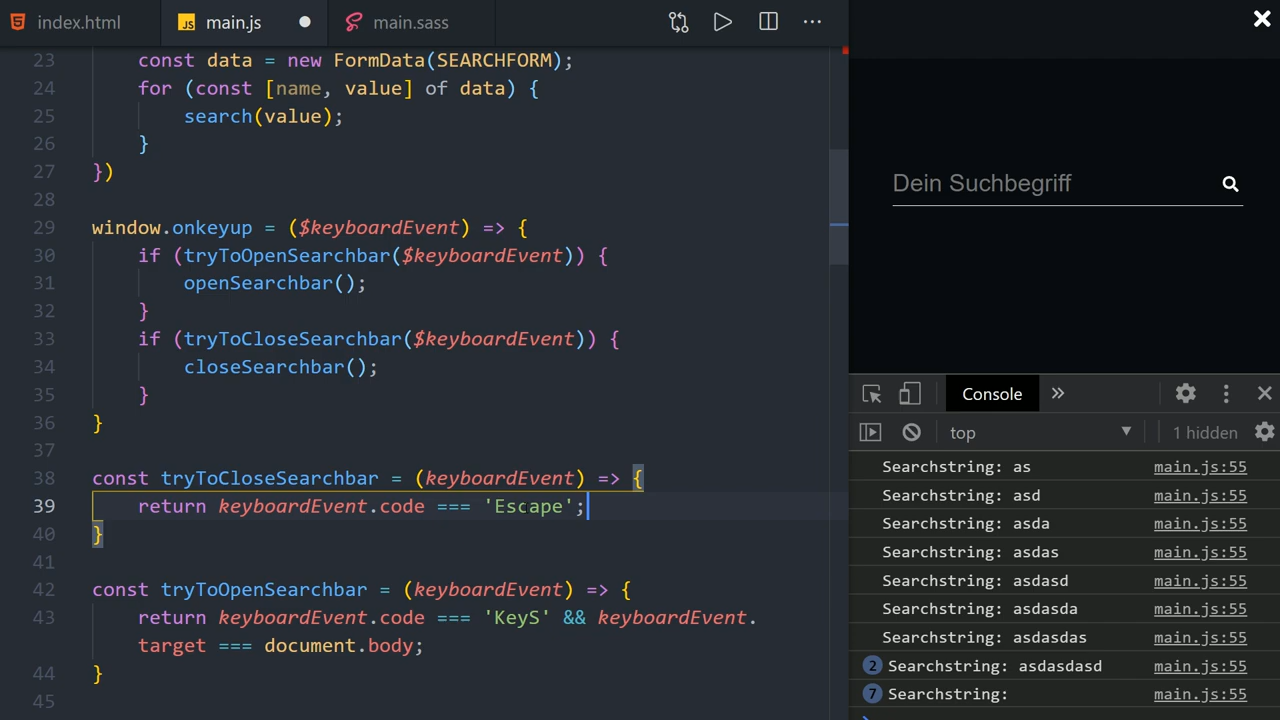 index.html
JS main.js
main.sass
23 const data = new FormData(SEARCHFORM);
24 for (const [name, value] of data) {
25 search(value);
26 }
27 })
28
29 window.onkeyup = ($keyboardEvent) => {
30 if (tryToOpenSearchbar($keyboardEvent)) {
31 openSearchbar();
32 }
33 if (tryToCloseSearchbar($keyboardEvent)) {
34 closeSearchbar();
35 }
36 }
37
38 const tryToCloseSearchbar = (keyboardEvent) => {
39 return keyboardEvent.code === 'Escape';
40 }
41
42 const tryToOpenSearchbar = (keyboardEvent) => {
43 return keyboardEvent.code === 'KeyS' && keyboardEvent.
target === document.body;
44 }
45
Dein Suchbegriff
Console
top
1 hidden
Searchstring: as main.js:55
Searchstring: asd main.js:55
Searchstring: asda main.js:55
Searchstring: asdas main.js:55
Searchstring: asdasd main.js:55
Searchstring: asdasda main.js:55
Searchstring: asdasdas main.js:55
2 Searchstring: asdasdasd main.js:55
7 Searchstring: main.js:55